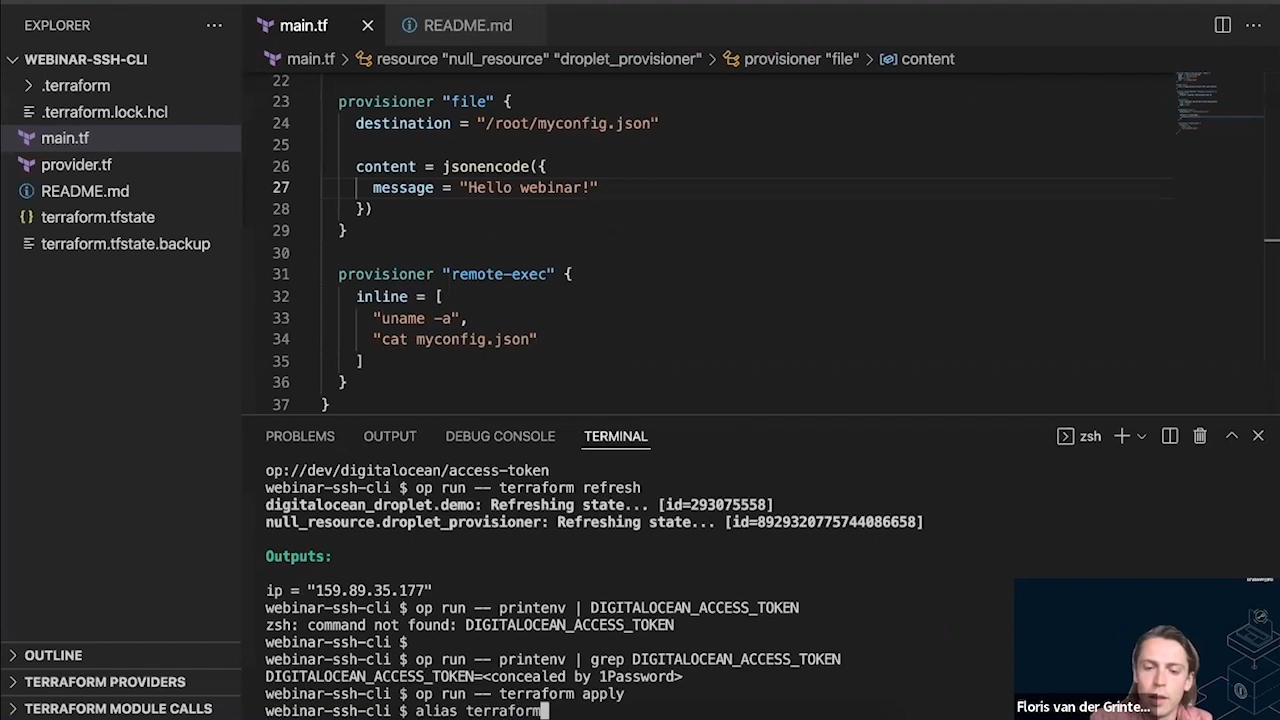 EXPLORER
main.tf
README.md
WEBINAR-SSH-CLI
main.tf > resource "null_resource" "droplet_provisioner" > provisioner "file" > content
.terraform
.terraform.lock.hcl
main.tf
provider.tf
README.md
terraform.tfstate
terraform.tfstate.backup
22
23 provisioner "file" {
24 destination = "/root/myconfig.json"
25
26 content = jsonencode({
27 message = "Hello webinar!"
28 })
29 }
30
31 provisioner "remote-exec" {
32 inline = [
33 "uname -a",
34 "cat myconfig.json"
35 ]
36 }
37 }
PROBLEMS OUTPUT DEBUG CONSOLE TERMINAL
zsh
op://dev/digitalocean/access-token
webinar-ssh-cli $ op run -- terraform refresh
digitalocean_droplet.demo: Refreshing state... [id=293075558]
null_resource.droplet_provisioner: Refreshing state... [id=8929320775744086658]
Outputs:
ip = "159.89.35.177"
webinar-ssh-cli $ op run -- printenv | DIGITALOCEAN_ACCESS_TOKEN
zsh: command not found: DIGITALOCEAN_ACCESS_TOKEN
webinar-ssh-cli $
webinar-ssh-cli $ op run -- printenv | grep DIGITALOCEAN_ACCESS_TOKEN
DIGITALOCEAN_ACCESS_TOKEN=<concealed by 1Password>
webinar-ssh-cli $ op run -- terraform apply
webinar-ssh-cli $ alias terraform
OUTLINE
TERRAFORM PROVIDERS
TERRAFORM MODULE CALLS
Floris van der Grinte...